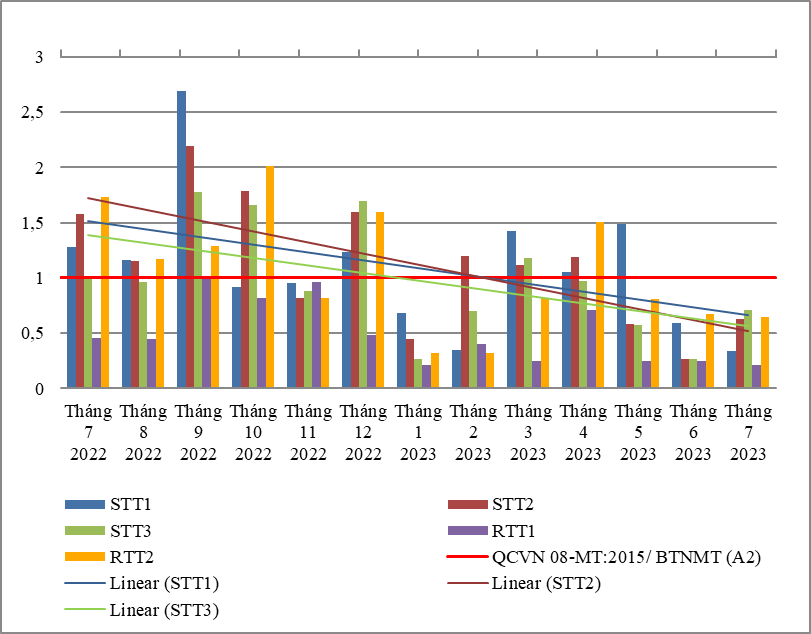 3
2,5
2
1,5
1
0,5
0
Tháng Tháng Tháng Tháng Tháng Tháng Tháng Tháng Tháng Tháng Tháng Tháng Tháng
7 8 9 10 11 12 1 2 3 4 5 6 7
2022 2022 2022 2022 2022 2022 2023 2023 2023 2023 2023 2023 2023
STT1 STT2
STT3 RTT1
RTT2 QCVN 08-MT:2015/ BTNMT (A2)
Linear (STT1) Linear (STT2)
Linear (STT3)